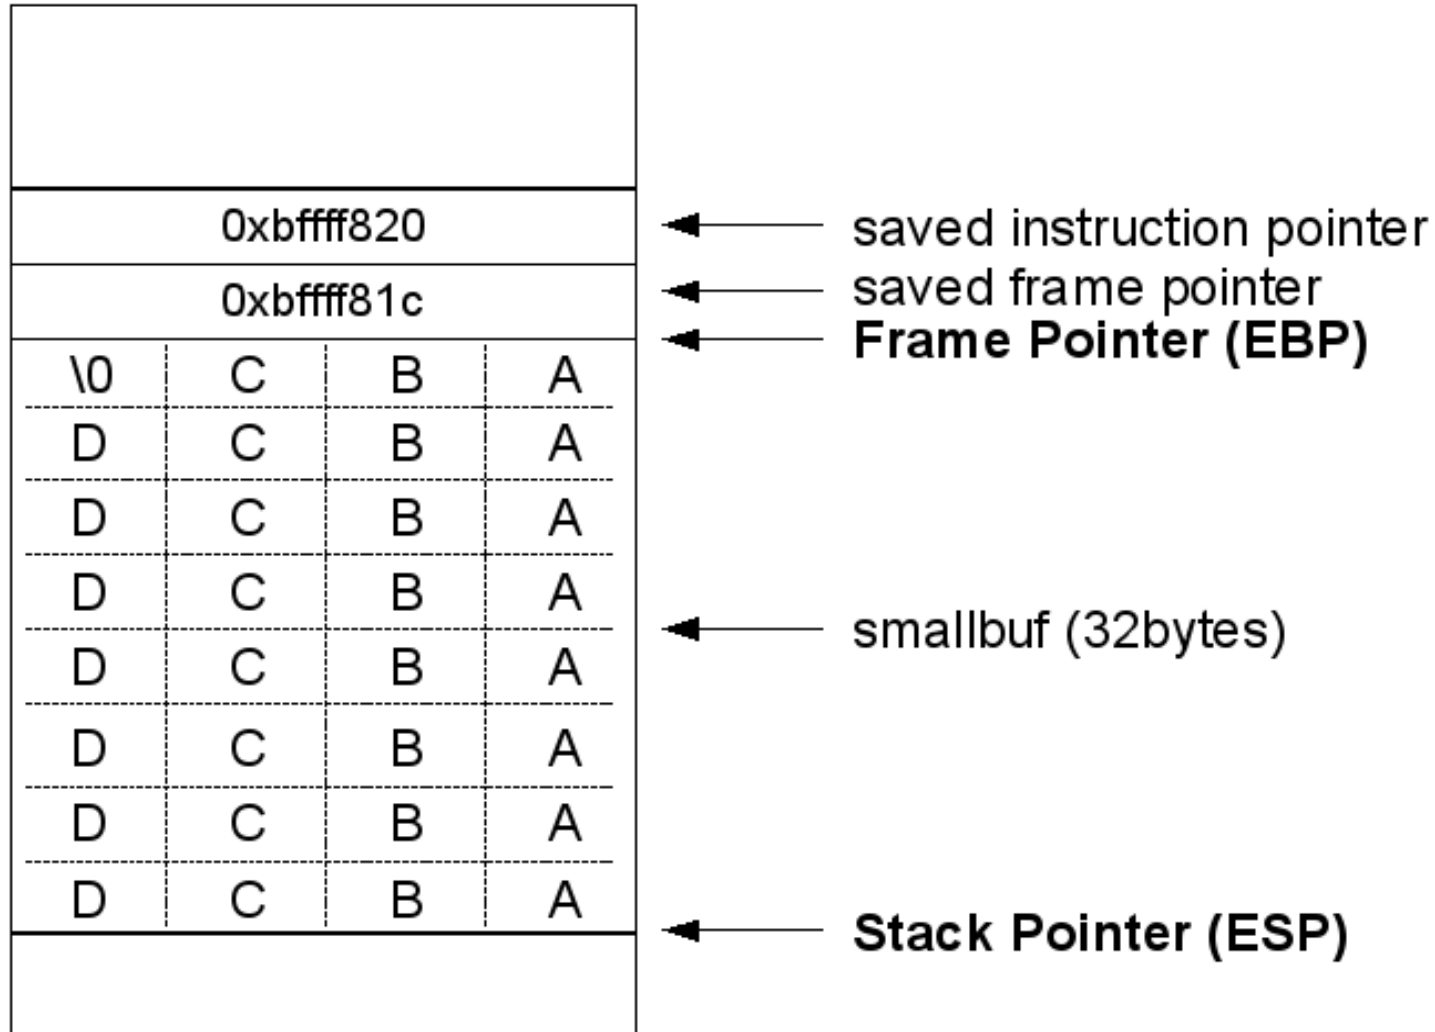 0xbffff820
saved instruction pointer
0xbffff81c
saved frame pointer
Frame Pointer (EBP)
\0 C B A
D C B A
D C B A
D C B A
smallbuf (32bytes)
D C B A
D C B A
D C B A
D C B A
Stack Pointer (ESP)